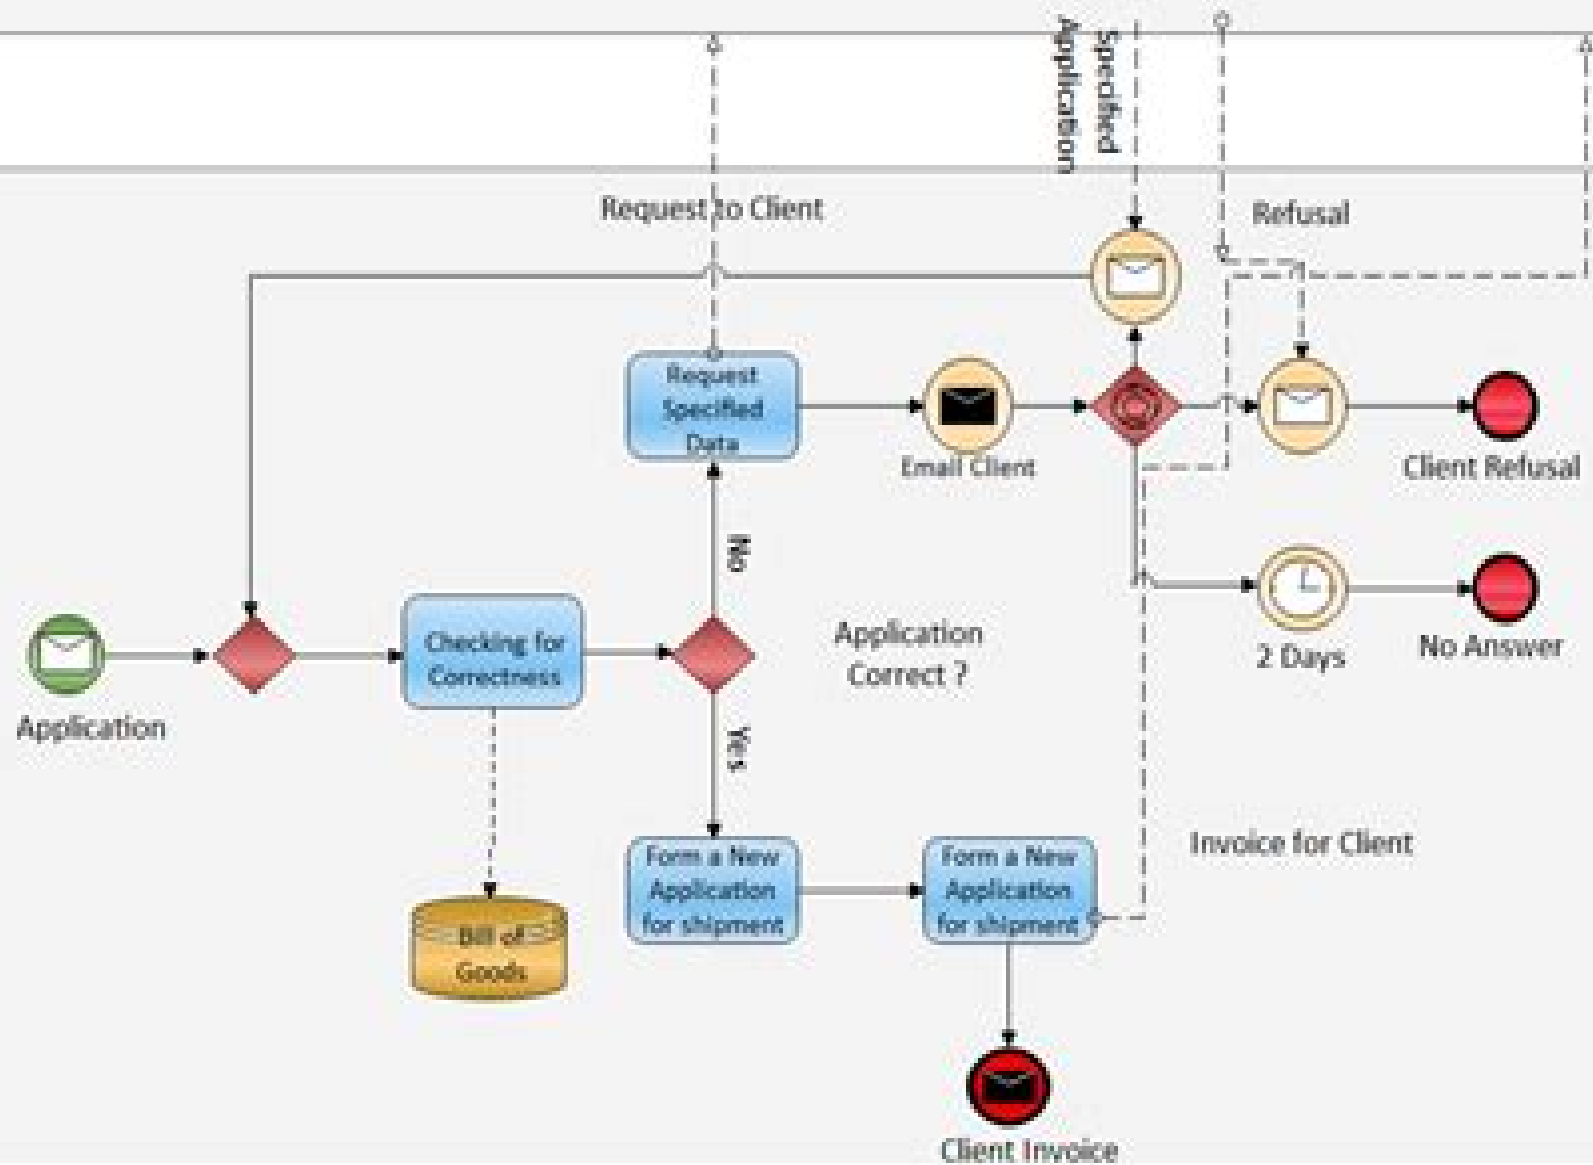 Specified
Application
Request to Client
Refusal
Request
Specified
Data
Email Client
Client Refusal
No
Checking for
Correctness
Application
Correct ?
2 Days
No Answer
Application
Yes
Form a New
Application
for shipment
Form a New
Application
for shipment
Invoice for Client
Bill of
Goods
Client Invoice